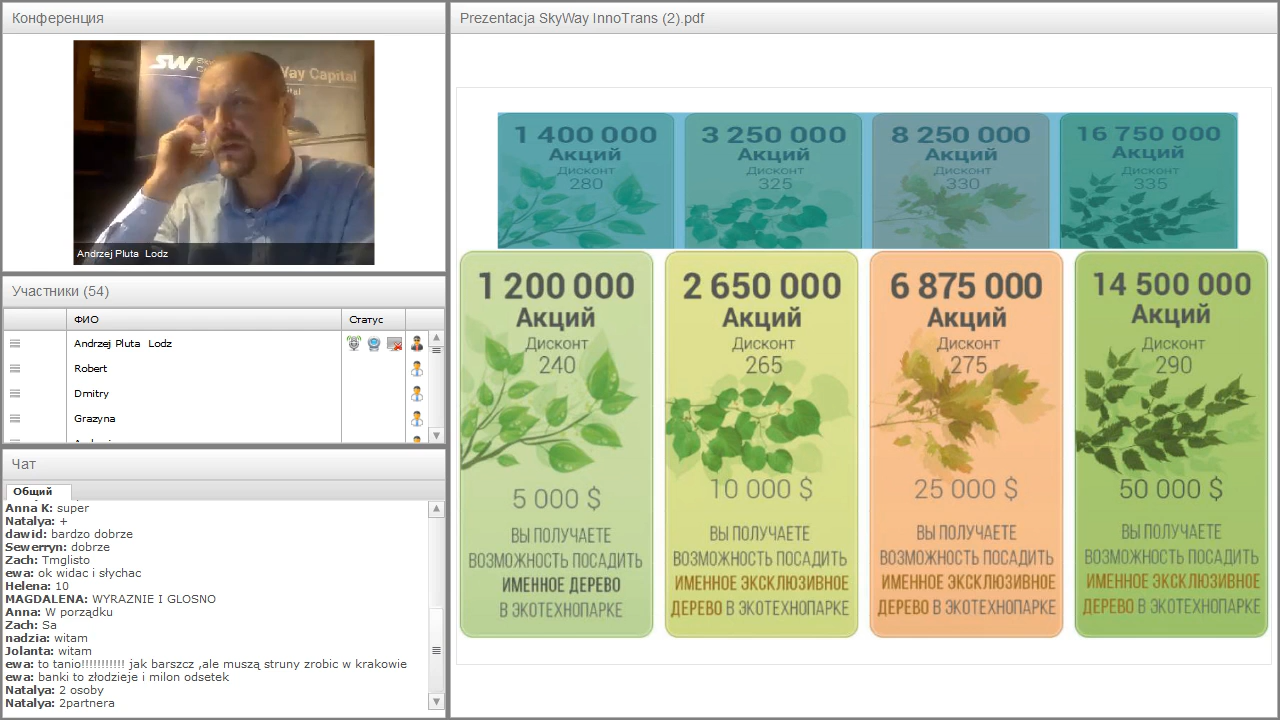 Конференция
SW
Way Capital
Andrzej Pluta Lodz
Участники (54)
ФИО
Статус
Andrzej Pluta Lodz
Robert
Dmitry
Grazyna
Чат
Общий
Anna K: super
Natalya: +
dawid: bardzo dobrze
Sewerryn: dobrze
Zach: Tmglisto
ewa: ok widac i słychac
Helena: 10
MAGDALENA: WYRAZNIE I GLOSNO
Anna: W porządku
Zach: Sa
nadzia: witam
Jolanta: witam
ewa: to tanio!!!!!!!!!!! jak barszcz ,ale muszą struny zrobic w krakowie
ewa: banki to złodzieje i milon odsetek
Natalya: 2 osoby
Natalya: 2partnera
Prezentacja SkyWay InnoTrans (2).pdf
1 400 000
Акций
Дисконт
280
3 250 000
Акций
Дисконт
325
8 250 000
Акций
Дисконт
330
16 750 000
Акций
Дисконт
335
1 200 000
Акций
Дисконт
240
5 000 $
ВЫ ПОЛУЧАЕТЕ
ВОЗМОЖНОСТЬ ПОСАДИТЬ
ИМЕННОЕ ДЕРЕВО
В ЭКОТЕХНОПАРКЕ
2 650 000
Акций
Дисконт
265
10 000 $
ВЫ ПОЛУЧАЕТЕ
ВОЗМОЖНОСТЬ ПОСАДИТЬ
ИМЕННОЕ ЭКСКЛЮЗИВНОЕ
ДЕРЕВО В ЭКОТЕХНОПАРКЕ
6 875 000
Акций
Дисконт
275
25 000 $
ВЫ ПОЛУЧАЕТЕ
ВОЗМОЖНОСТЬ ПОСАДИТЬ
ИМЕННОЕ ЭКСКЛЮЗИВНОЕ
ДЕРЕВО В ЭКОТЕХНОПАРКЕ
14 500 000
Акций
Дисконт
290
50 000 $
ВЫ ПОЛУЧАЕТЕ
ВОЗМОЖНОСТЬ ПОСАДИТЬ
ИМЕННОЕ ЭКСКЛЮЗИВНОЕ
ДЕРЕВО В ЭКОТЕХНОПАРКЕ